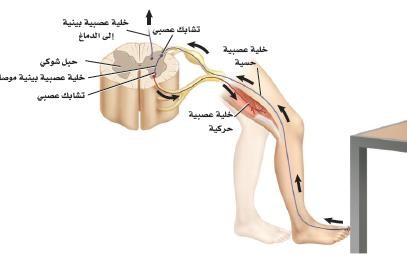 خلية عصبية بينية
إلى الدماغ
تشابك عصبي
حبل شوكي
خلية عصبية بينية موصلة
تشابك عصبي
خلية عصبية
حسية
خلية عصبية
حركية